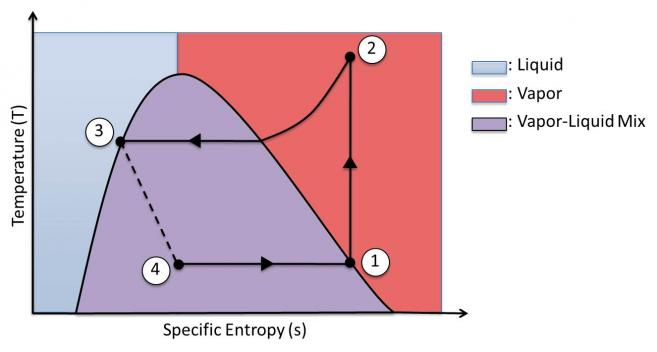 2
: Liquid
: Vapor
: Vapor-Liquid Mix
3
4
1
Temperature (T)
Specific Entropy (s)